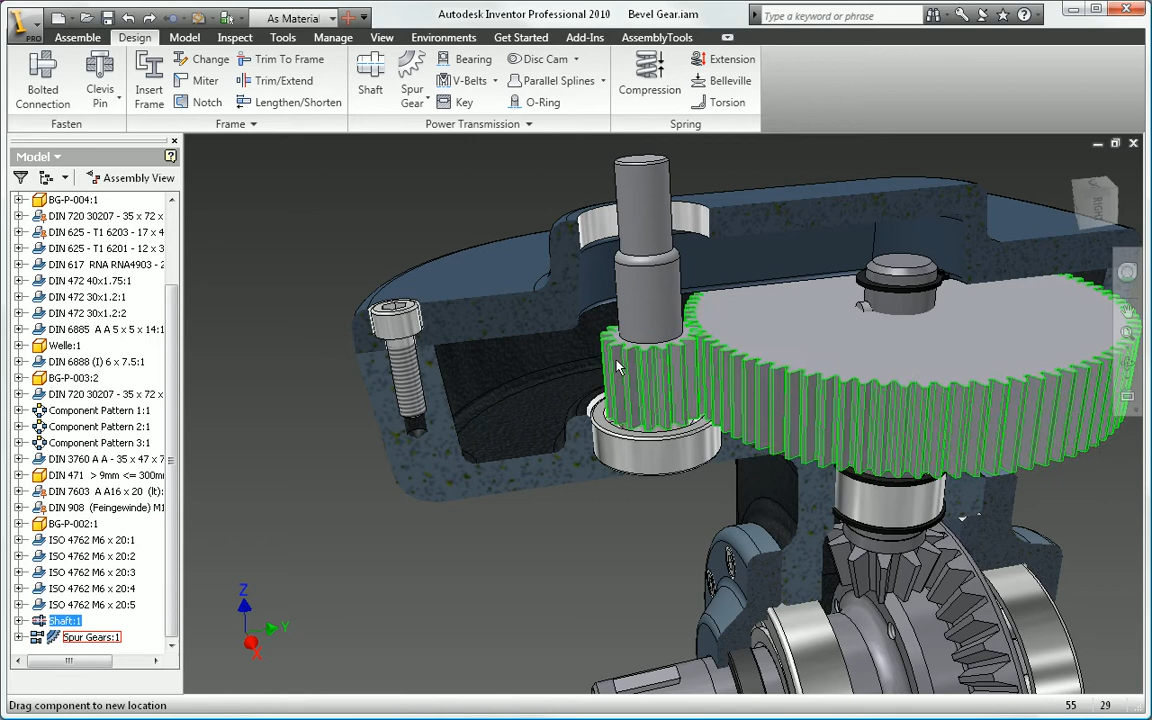 As Material
Autodesk Inventor Professional 2010 Bevel Gear.iam
Type a keyword or phrase
PRO
Assemble Design Model Inspect Tools Manage View Environments Get Started Add-Ins AssemblyTools
Bolted Connection
Clevis Pin
Insert Frame
Change
Miter
Notch
Trim To Frame
Trim/Extend
Lengthen/Shorten
Shaft
Spur Gear
Bearing
V-Belts
Key
Disc Cam
Parallel Splines
O-Ring
Compression
Extension
Belleville
Torsion
Fasten Frame Power Transmission Spring
Model
Assembly View
BG-P-004:1
DIN 720 30207 - 35 x 72 x
DIN 625 - T1 6203 - 17 x 4
DIN 625 - T1 6201 - 12 x 3
DIN 617 RNA RNA4903 - 2
DIN 472 40x1.75:1
DIN 472 30x1.2:1
DIN 472 30x1.2:2
DIN 6885 A A 5 x 5 x 14:1
Welle:1
DIN 6888 (I) 6 x 7.5:1
BG-P-003:2
DIN 720 30207 - 35 x 72 x
Component Pattern 1:1
Component Pattern 2:1
Component Pattern 3:1
DIN 3760 A A - 35 x 47 x
DIN 471 > 9mm <= 300mm
DIN 7603 A A16 x 20 (lt):
DIN 908 (Feingewinde) M1
BG-P-002:1
ISO 4762 M6 x 20:1
ISO 4762 M6 x 20:2
ISO 4762 M6 x 20:3
ISO 4762 M6 x 20:4
ISO 4762 M6 x 20:5
Shaft:1
Spur Gears:1
RIGHT
Z
Y
X
Drag component to new location
55 29